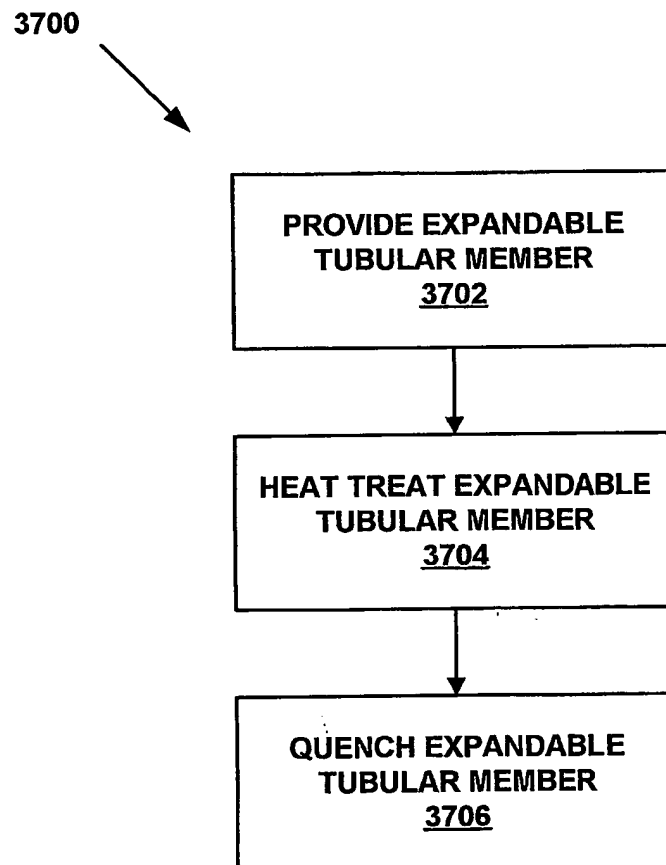 3700
PROVIDE EXPANDABLE
TUBULAR MEMBER
3702
HEAT TREAT EXPANDABLE
TUBULAR MEMBER
3704
QUENCH EXPANDABLE
TUBULAR MEMBER
3706